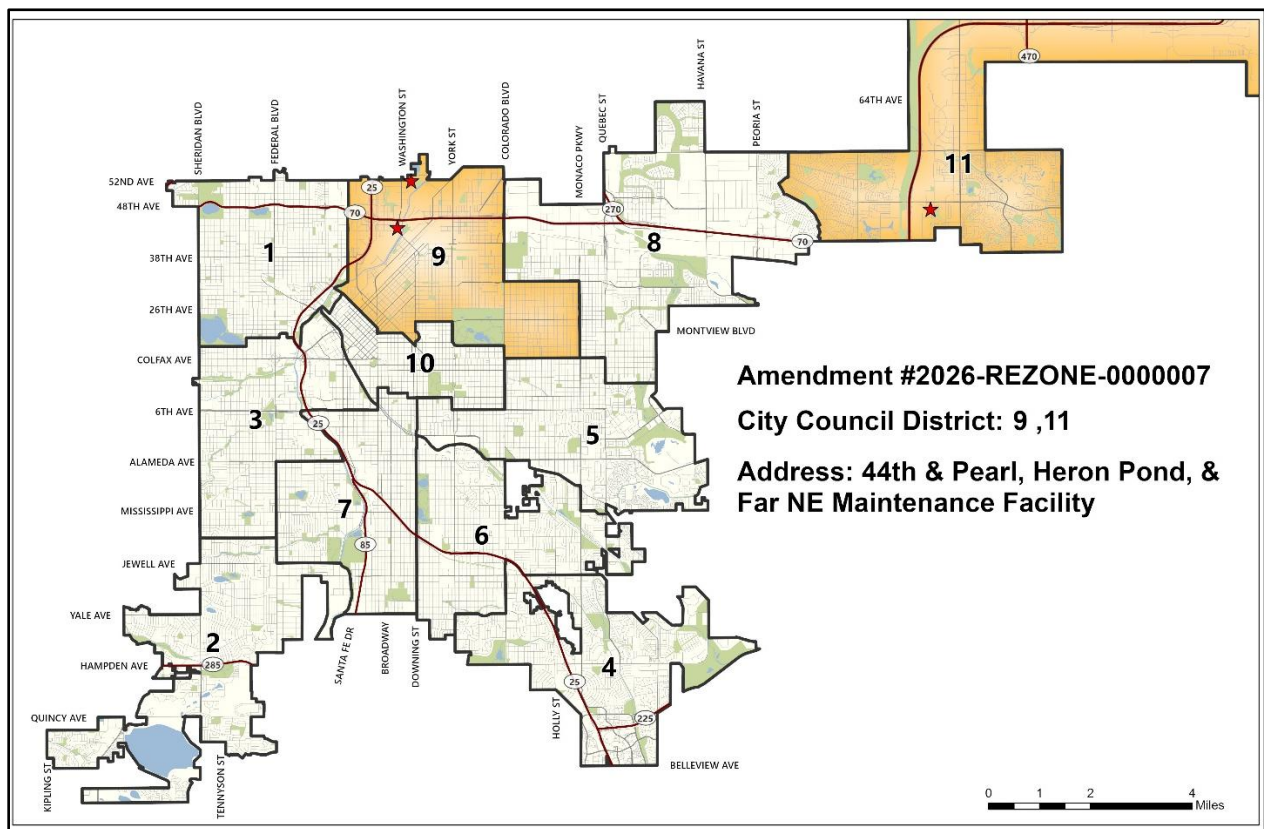 HAVANA ST
470
64TH AVE
SHERIDAN BLVD
FEDERAL BLVD
WASHINGTON ST
YORK ST
COLORADO BLVD
MONACO PKWY
QUEBEC ST
PEORIA ST
11
52ND AVE
25
48TH AVE
70
270
70
1
9
8
38TH AVE
26TH AVE
MONTVIEW BLVD
COLFAX AVE
10
Amendment #2026-REZONE-0000007
6TH AVE
3
25
5
City Council District: 9 ,11
ALAMEDA AVE
Address: 44th & Pearl, Heron Pond, &
Far NE Maintenance Facility
MISSISSIPPI AVE
7
6
85
JEWELL AVE
YALE AVE
2
HAMPDEN AVE
285
SANTA FE DR
BROADWAY
DOWNING ST
4
25
HOLLY ST
225
QUINCY AVE
KIPLING ST
TENNYSON ST
BELLEVIEW AVE
0 1 2 4
Miles